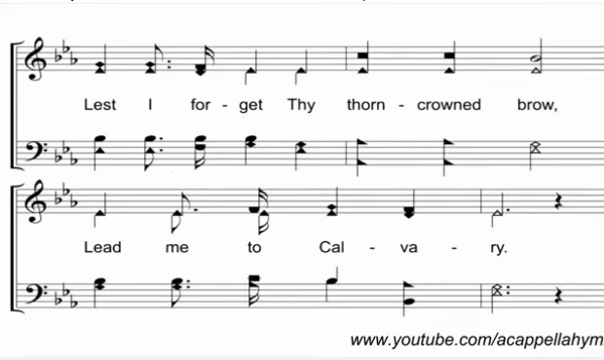 Lest I for - get Thy thorn - crowned brow,
Lead me to Cal - va - ry.
www.youtube.com/acappellahym